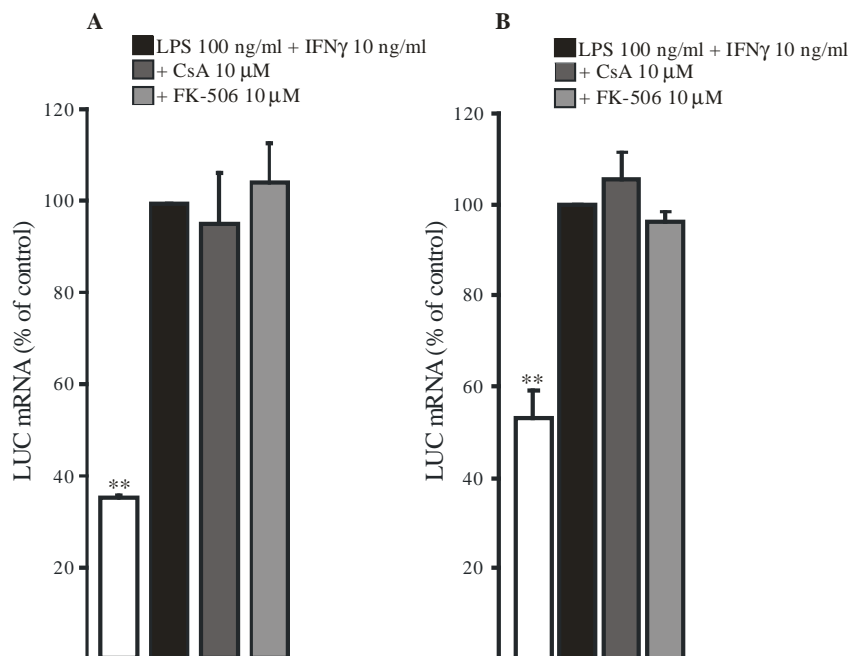 A
LPS 100 ng/ml + IFNγ 10 ng/ml
+ CsA 10 μM
+ FK-506 10 μM
LUC mRNA (% of control)
120
100
80
60
40
20
**
B
LPS 100 ng/ml + IFNγ 10 ng/ml
+ CsA 10 μM
+ FK-506 10 μM
LUC mRNA (% of control)
120
100
80
60
40
20
**